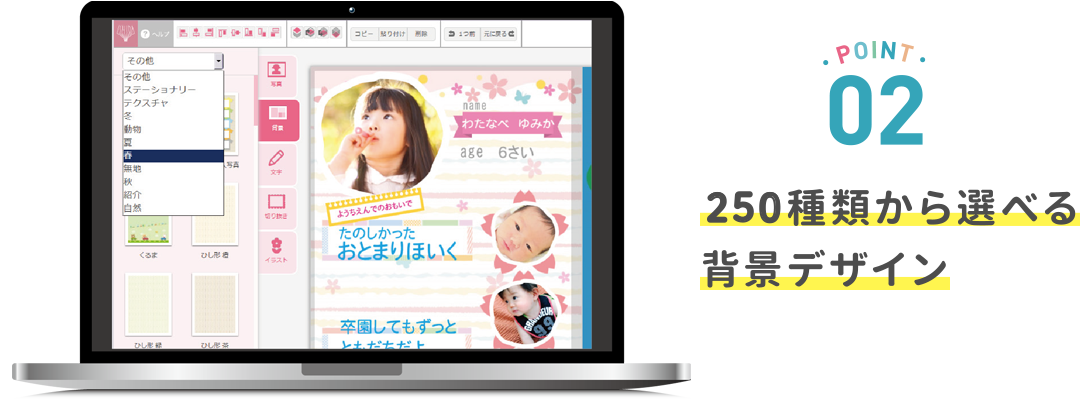 ヘルプ
コピー 貼り付け 削除
1つ前 元に戻る
その他
その他
ステーショナリー
テクスチャ
冬
動物
夏
春
無地
秋
紹介
自然
写真
くるま
ひし形 橙
ひし形 緑
ひし形 茶
写真
背景
文字
切り抜き
イラスト
name
わたなべ ゆみか
age 6さい
ようちえんでのおもいで
たのしかった
おとまりほいく
卒園してもずっと
ともだちだよ
99
POINT
02
250種類から選べる
背景デザイン